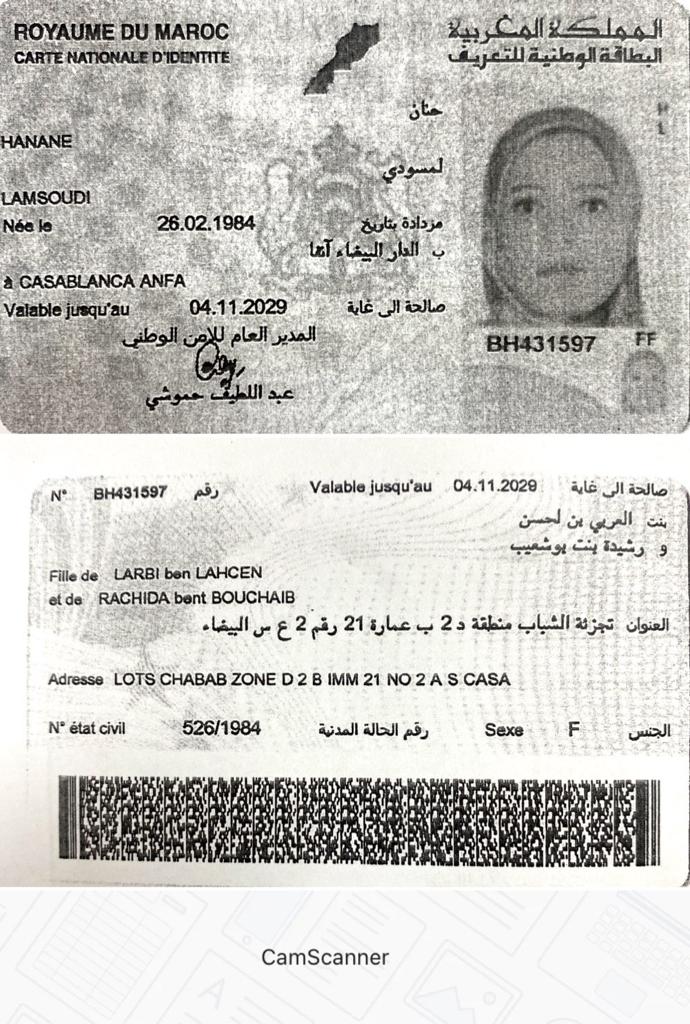 ROYAUME DU MAROC
المملكة المغربية
CARTE NATIONALE D'IDENTITE
البطاقة الوطنية للتعريف
حنان
HANANE
لمسودي
LAMSOUDI
Née le 26.02.1984 مزدادة بتاريخ
ب الدار البيضاء آنفا
à CASABLANCA ANFA
Valable jusqu'au 04.11.2029 صالحة الى غاية
المدير العام للأمن الوطني
عبد اللطيف حموشي
BH431597 FF
N° BH431597 رقم Valable jusqu'au 04.11.2029 صالحة الى غاية
بنت العربي بن لحسن
و رشيدة بنت بوشعيب
Fille de LARBI ben LAHCEN
et de RACHIDA bent BOUCHAIB
العنوان تجزئة الشباب منطقة د 2 ب عمارة 21 رقم 2 ع س البيضاء
Adresse LOTS CHABAB ZONE D 2 B IMM 21 NO 2 A S CASA
N° état civil 526/1984 رقم الحالة المدنية Sexe F الجنس
CamScanner